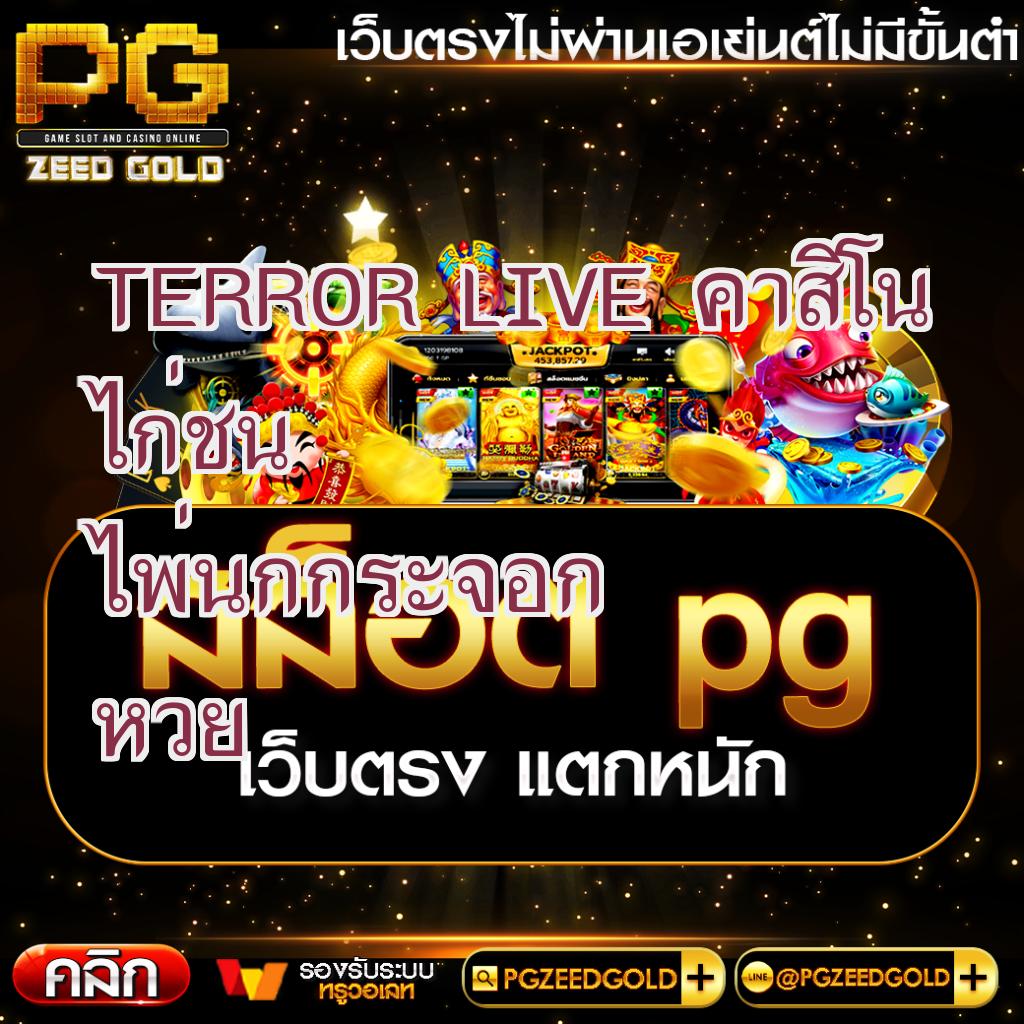 เว็บตรงไม่ผ่านเอเย่นต์ไม่มีขั้นต่ำ
PG
GAME SLOT AND CASINO ONLINE
ZEED GOLD
TERROR LIVE คาสิโน
ไก่ชน
ไพ่นกกระจอก
หวย
JACKPOT
453,857.29
1203198108
สล็อต pg
เว็บตรง แตกหนัก
คลิก
รองรับระบบ
ทรูวอเลท
PGZEEDGOLD +
LINE @PGZEEDGOLD +